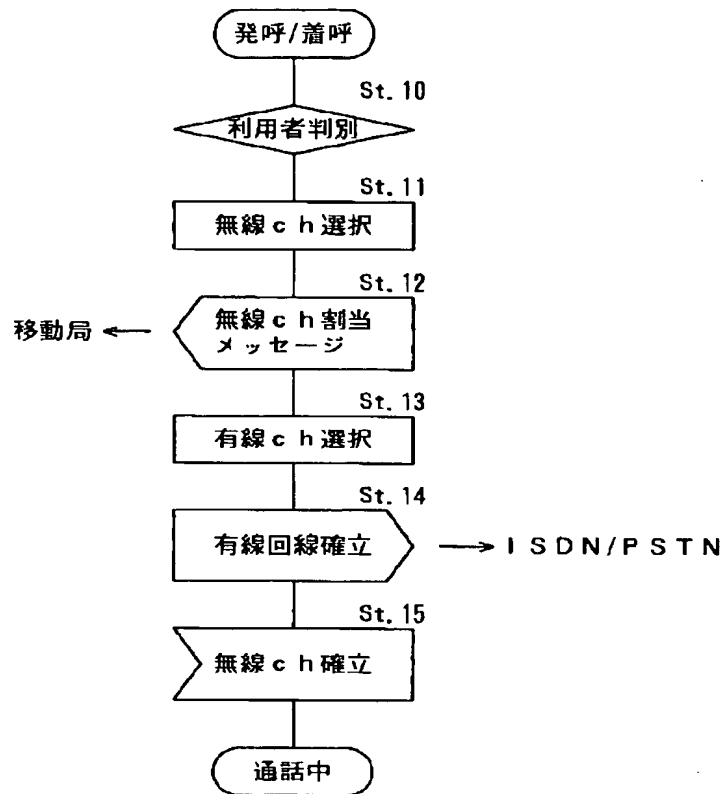 発呼/着呼
St. 10
利用者判別
St. 11
無線ch選択
St. 12
無線ch割当
メッセージ
移動局
St. 13
有線ch選択
St. 14
有線回線確立
ISDN/PSTN
St. 15
無線ch確立
通話中